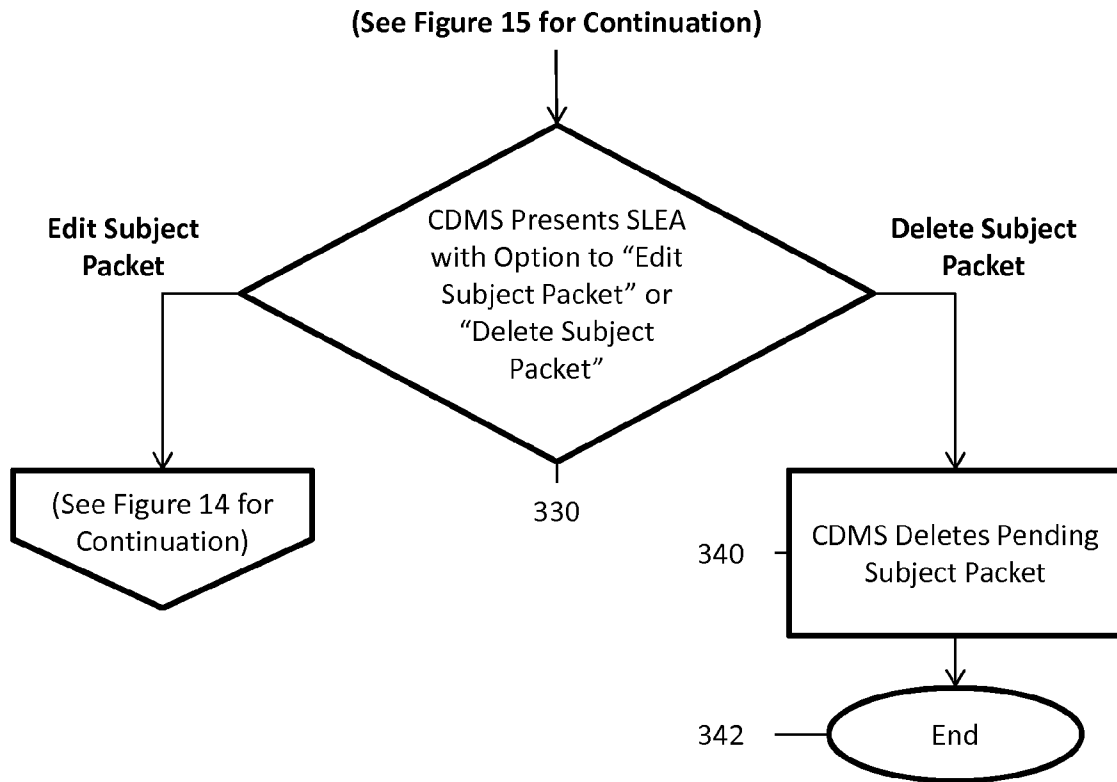 (See Figure 15 for Continuation)
Edit Subject
Packet
CDMS Presents SLEA
with Option to “Edit
Subject Packet” or
“Delete Subject
Packet”
Delete Subject
Packet
330
(See Figure 14 for
Continuation)
340
CDMS Deletes Pending
Subject Packet
342
End